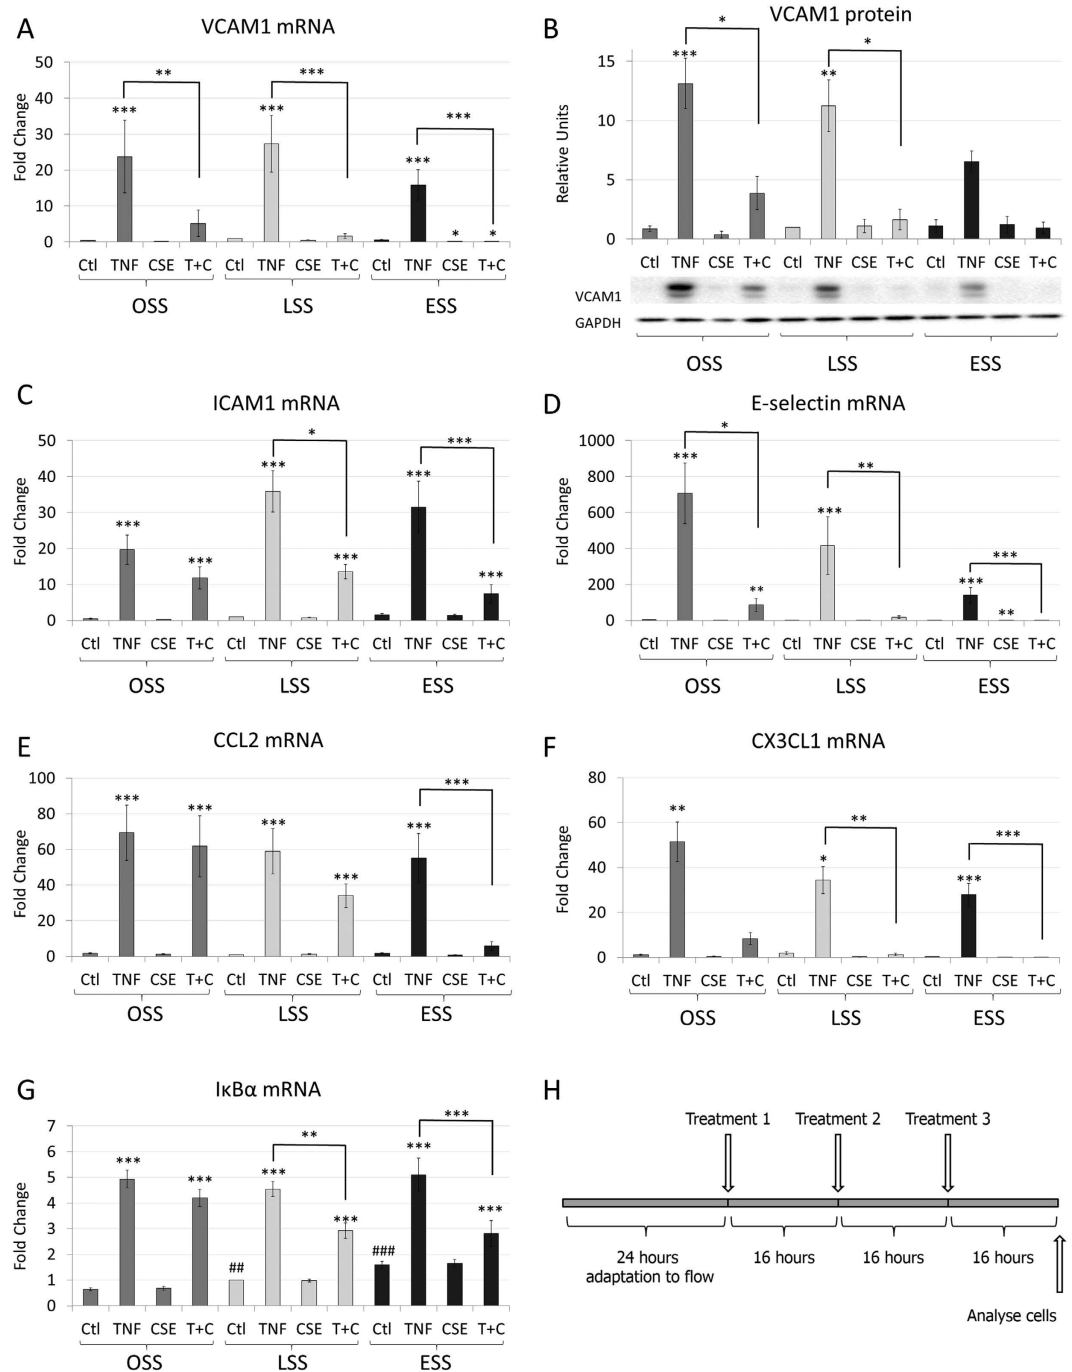 A
VCAM1 mRNA
Fold Change
50
40
30
20
10
0
*** ** *** *** *** *** * *
Ctl TNF CSE T+C Ctl TNF CSE T+C Ctl TNF CSE T+C
OSS LSS ESS
B
VCAM1 protein
Relative Units
15
10
5
0
*** * ** *
Ctl TNF CSE T+C Ctl TNF CSE T+C Ctl TNF CSE T+C
VCAM1
GAPDH
OSS LSS ESS
C
ICAM1 mRNA
Fold Change
50
40
30
20
10
0
*** *** *** * *** *** *** ***
Ctl TNF CSE T+C Ctl TNF CSE T+C Ctl TNF CSE T+C
OSS LSS ESS
D
E-selectin mRNA
Fold Change
1000
800
600
400
200
0
*** * ** *** ** *** *** **
Ctl TNF CSE T+C Ctl TNF CSE T+C Ctl TNF CSE T+C
OSS LSS ESS
E
CCL2 mRNA
Fold Change
100
80
60
40
20
0
*** *** *** *** *** ***
Ctl TNF CSE T+C Ctl TNF CSE T+C Ctl TNF CSE T+C
OSS LSS ESS
F
CX3CL1 mRNA
Fold Change
80
60
40
20
0
** * ** *** ***
Ctl TNF CSE T+C Ctl TNF CSE T+C Ctl TNF CSE T+C
OSS LSS ESS
G
IκBα mRNA
Fold Change
7
6
5
4
3
2
1
0
*** *** ## *** ** *** ### *** *** ***
Ctl TNF CSE T+C Ctl TNF CSE T+C Ctl TNF CSE T+C
OSS LSS ESS
H
Treatment 1 Treatment 2 Treatment 3
24 hours 16 hours 16 hours 16 hours
adaptation to flow
Analyse cells